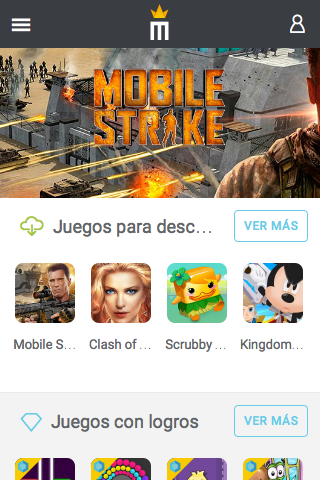 m
MOBILE
STRIKE
Juegos para desc...
VER MÁS
Mobile S...
Clash of ...
Scrubby ...
Kingdom...
Juegos con logros
VER MÁS